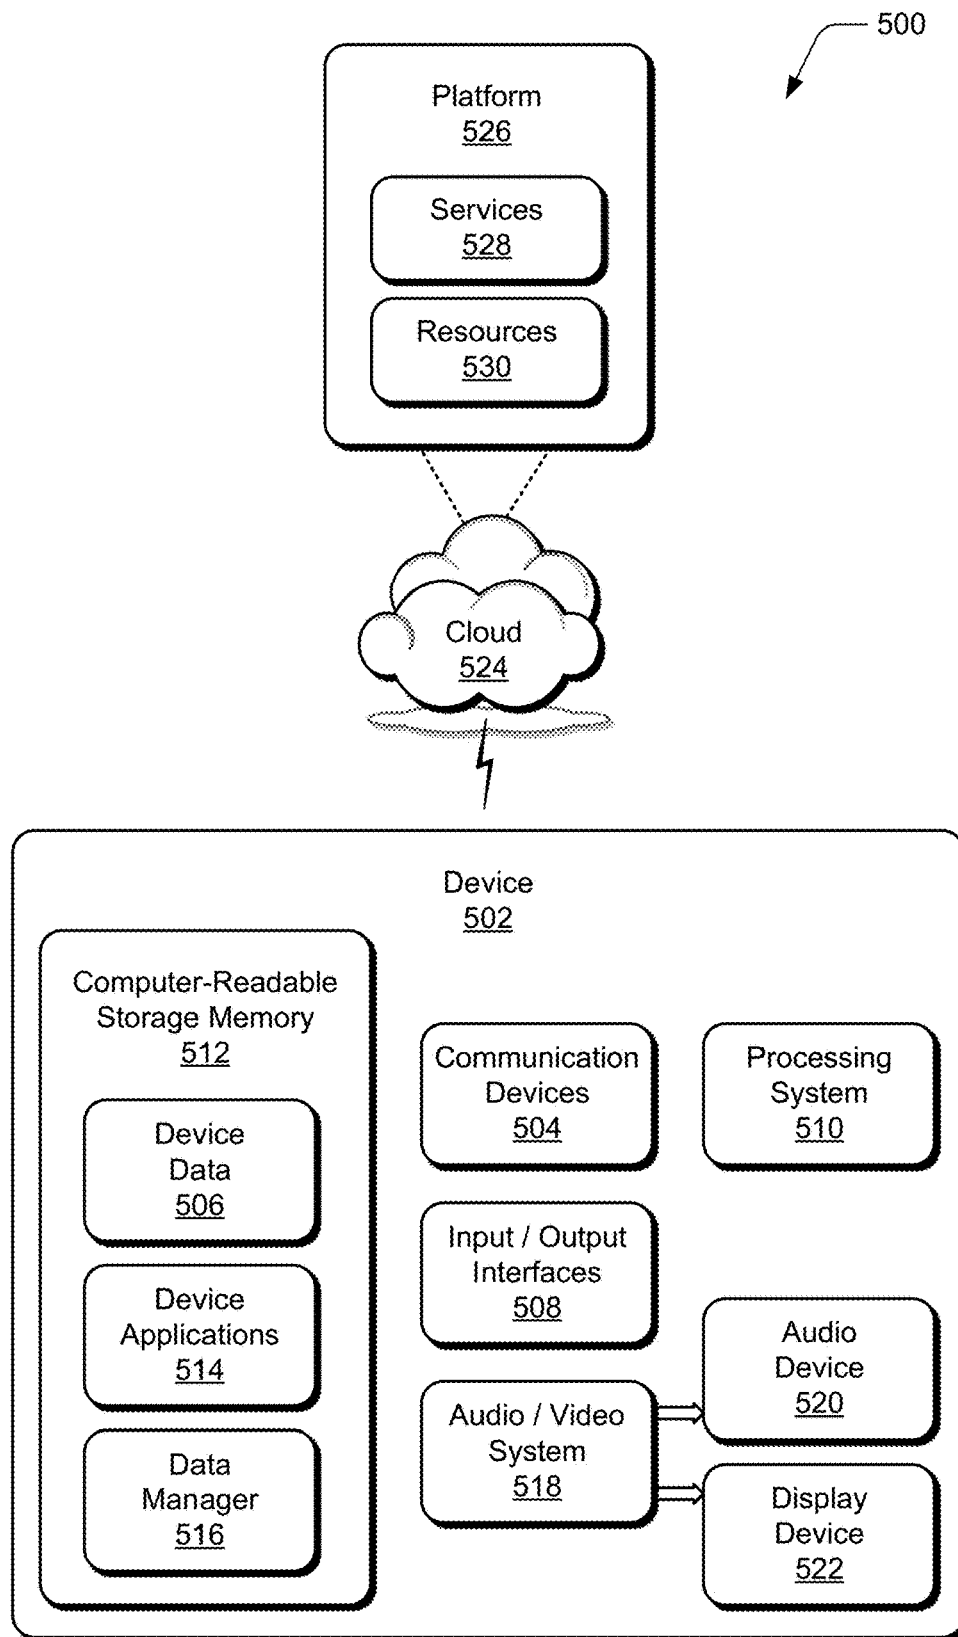 500
Platform
526
Services
528
Resources
530
Cloud
524
Device
502
Computer-Readable
Storage Memory
512
Device
Data
506
Device
Applications
514
Data
Manager
516
Communication
Devices
504
Processing
System
510
Input / Output
Interfaces
508
Audio / Video
System
518
Audio
Device
520
Display
Device
522